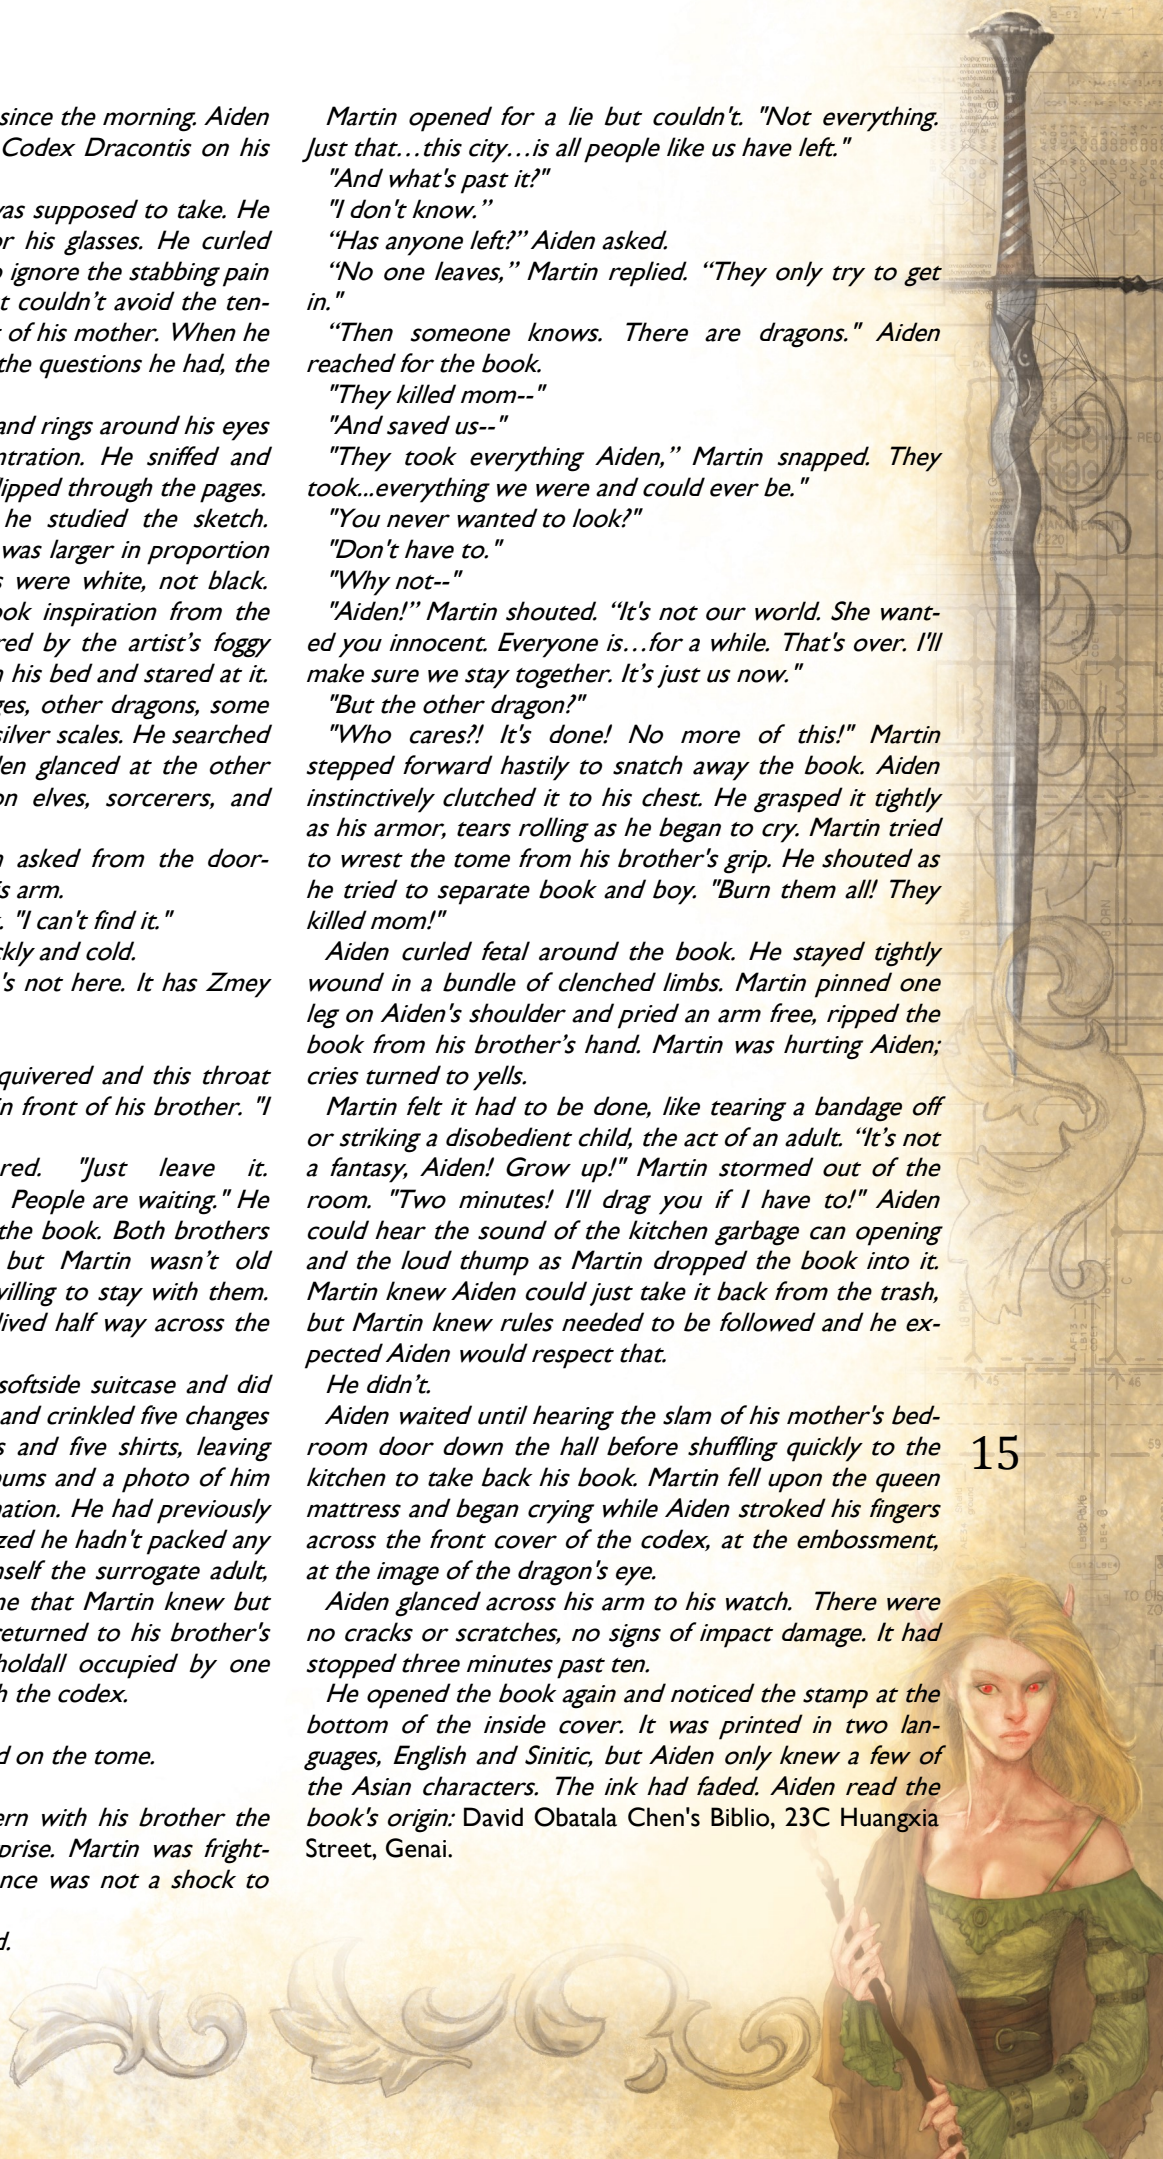 since the morning. Aiden
Codex Dracontis on his
was supposed to take. He
or his glasses. He curled
o ignore the stabbing pain
t couldn’t avoid the ten-
t of his mother. When he
the questions he had, the
and rings around his eyes
ntration. He sniffed and
lipped through the pages.
he studied the sketch.
was larger in proportion
s were white, not black.
ook inspiration from the
red by the artist’s foggy
n his bed and stared at it.
ges, other dragons, some
silver scales. He searched
len glanced at the other
on elves, sorcerers, and
n asked from the door-
is arm.
. "I can't find it."
ckly and cold.
's not here. It has Zmey
quivered and this throat
in front of his brother. "I
red. "Just leave it.
People are waiting." He
the book. Both brothers
but Martin wasn’t old
willing to stay with them.
lived half way across the
softside suitcase and did
and crinkled five changes
s and five shirts, leaving
bums and a photo of him
nation. He had previously
zed he hadn't packed any
nself the surrogate adult,
ne that Martin knew but
returned to his brother's
holdall occupied by one
h the codex.
d on the tome.
ern with his brother the
prise. Martin was fright-
nce was not a shock to
d.
Martin opened for a lie but couldn't. "Not everything.
Just that…this city…is all people like us have left."
"And what's past it?"
"I don't know.”
“Has anyone left?” Aiden asked.
“No one leaves,” Martin replied. “They only try to get
in."
“Then someone knows. There are dragons." Aiden
reached for the book.
"They killed mom--"
"And saved us--"
"They took everything Aiden,” Martin snapped. They
took...everything we were and could ever be."
"You never wanted to look?"
"Don't have to."
"Why not--"
"Aiden!” Martin shouted. “It's not our world. She want-
ed you innocent. Everyone is…for a while. That's over. I'll
make sure we stay together. It’s just us now."
"But the other dragon?"
"Who cares?! It's done! No more of this!" Martin
stepped forward hastily to snatch away the book. Aiden
instinctively clutched it to his chest. He grasped it tightly
as his armor, tears rolling as he began to cry. Martin tried
to wrest the tome from his brother's grip. He shouted as
he tried to separate book and boy. "Burn them all! They
killed mom!"
Aiden curled fetal around the book. He stayed tightly
wound in a bundle of clenched limbs. Martin pinned one
leg on Aiden's shoulder and pried an arm free, ripped the
book from his brother’s hand. Martin was hurting Aiden;
cries turned to yells.
Martin felt it had to be done, like tearing a bandage off
or striking a disobedient child, the act of an adult. “It’s not
a fantasy, Aiden! Grow up!" Martin stormed out of the
room. "Two minutes! I'll drag you if I have to!" Aiden
could hear the sound of the kitchen garbage can opening
and the loud thump as Martin dropped the book into it.
Martin knew Aiden could just take it back from the trash,
but Martin knew rules needed to be followed and he ex-
pected Aiden would respect that.
He didn’t.
Aiden waited until hearing the slam of his mother's bed-
room door down the hall before shuffling quickly to the
kitchen to take back his book. Martin fell upon the queen
mattress and began crying while Aiden stroked his fingers
across the front cover of the codex, at the embossment,
at the image of the dragon's eye.
Aiden glanced across his arm to his watch. There were
no cracks or scratches, no signs of impact damage. It had
stopped three minutes past ten.
He opened the book again and noticed the stamp at the
bottom of the inside cover. It was printed in two lan-
guages, English and Sinitic, but Aiden only knew a few of
the Asian characters. The ink had faded. Aiden read the
book's origin: David Obatala Chen's Biblio, 23C Huangxia
Street, Genai.
15